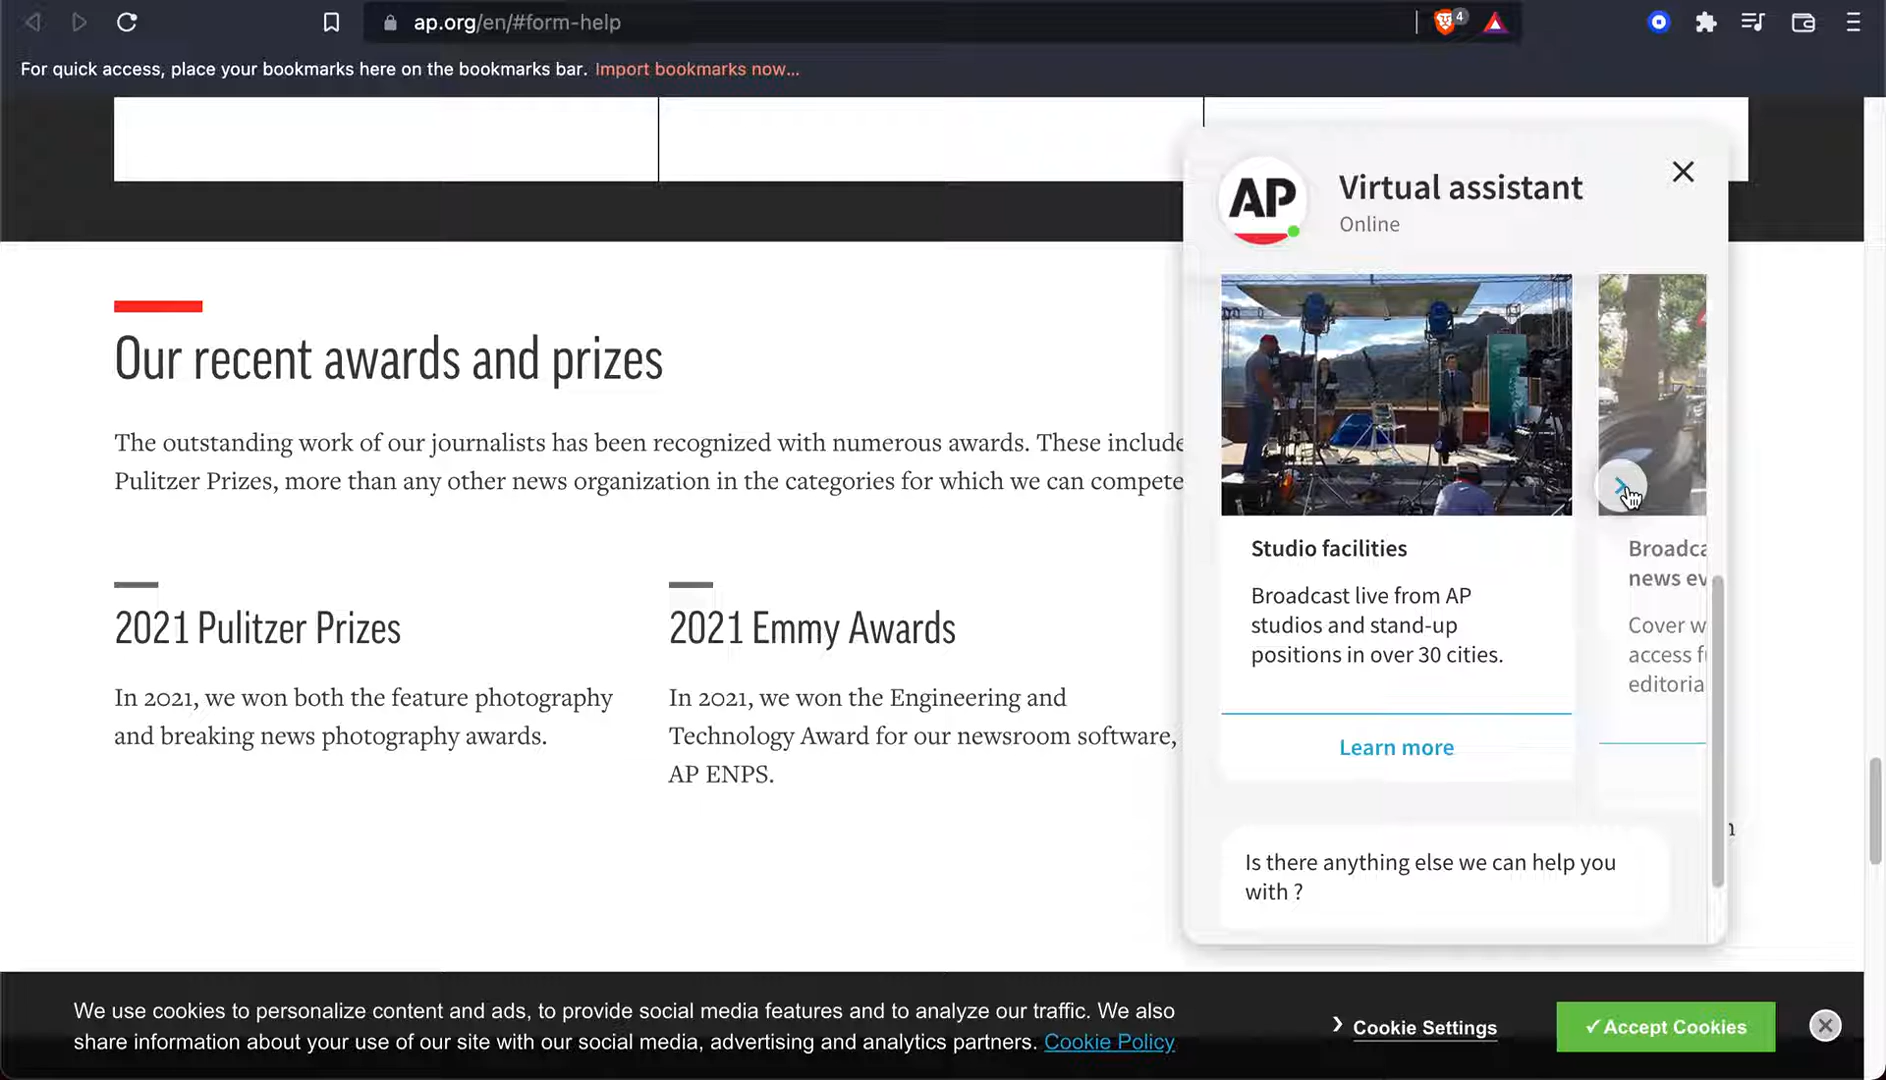 ap.org/en/#form-help
4
For quick access, place your bookmarks here on the bookmarks bar. Import bookmarks now...
AP
Virtual assistant
Online
Our recent awards and prizes
The outstanding work of our journalists has been recognized with numerous awards. These include
Pulitzer Prizes, more than any other news organization in the categories for which we can compete
2021 Pulitzer Prizes
In 2021, we won both the feature photography
and breaking news photography awards.
2021 Emmy Awards
In 2021, we won the Engineering and
Technology Award for our newsroom software,
AP ENPS.
Studio facilities
Broadcast live from AP
studios and stand-up
positions in over 30 cities.
Learn more
Broadca
news ev
Cover w
access f
editoria
Is there anything else we can help you
with ?
We use cookies to personalize content and ads, to provide social media features and to analyze our traffic. We also
share information about your use of our site with our social media, advertising and analytics partners. Cookie Policy
Cookie Settings
✓Accept Cookies